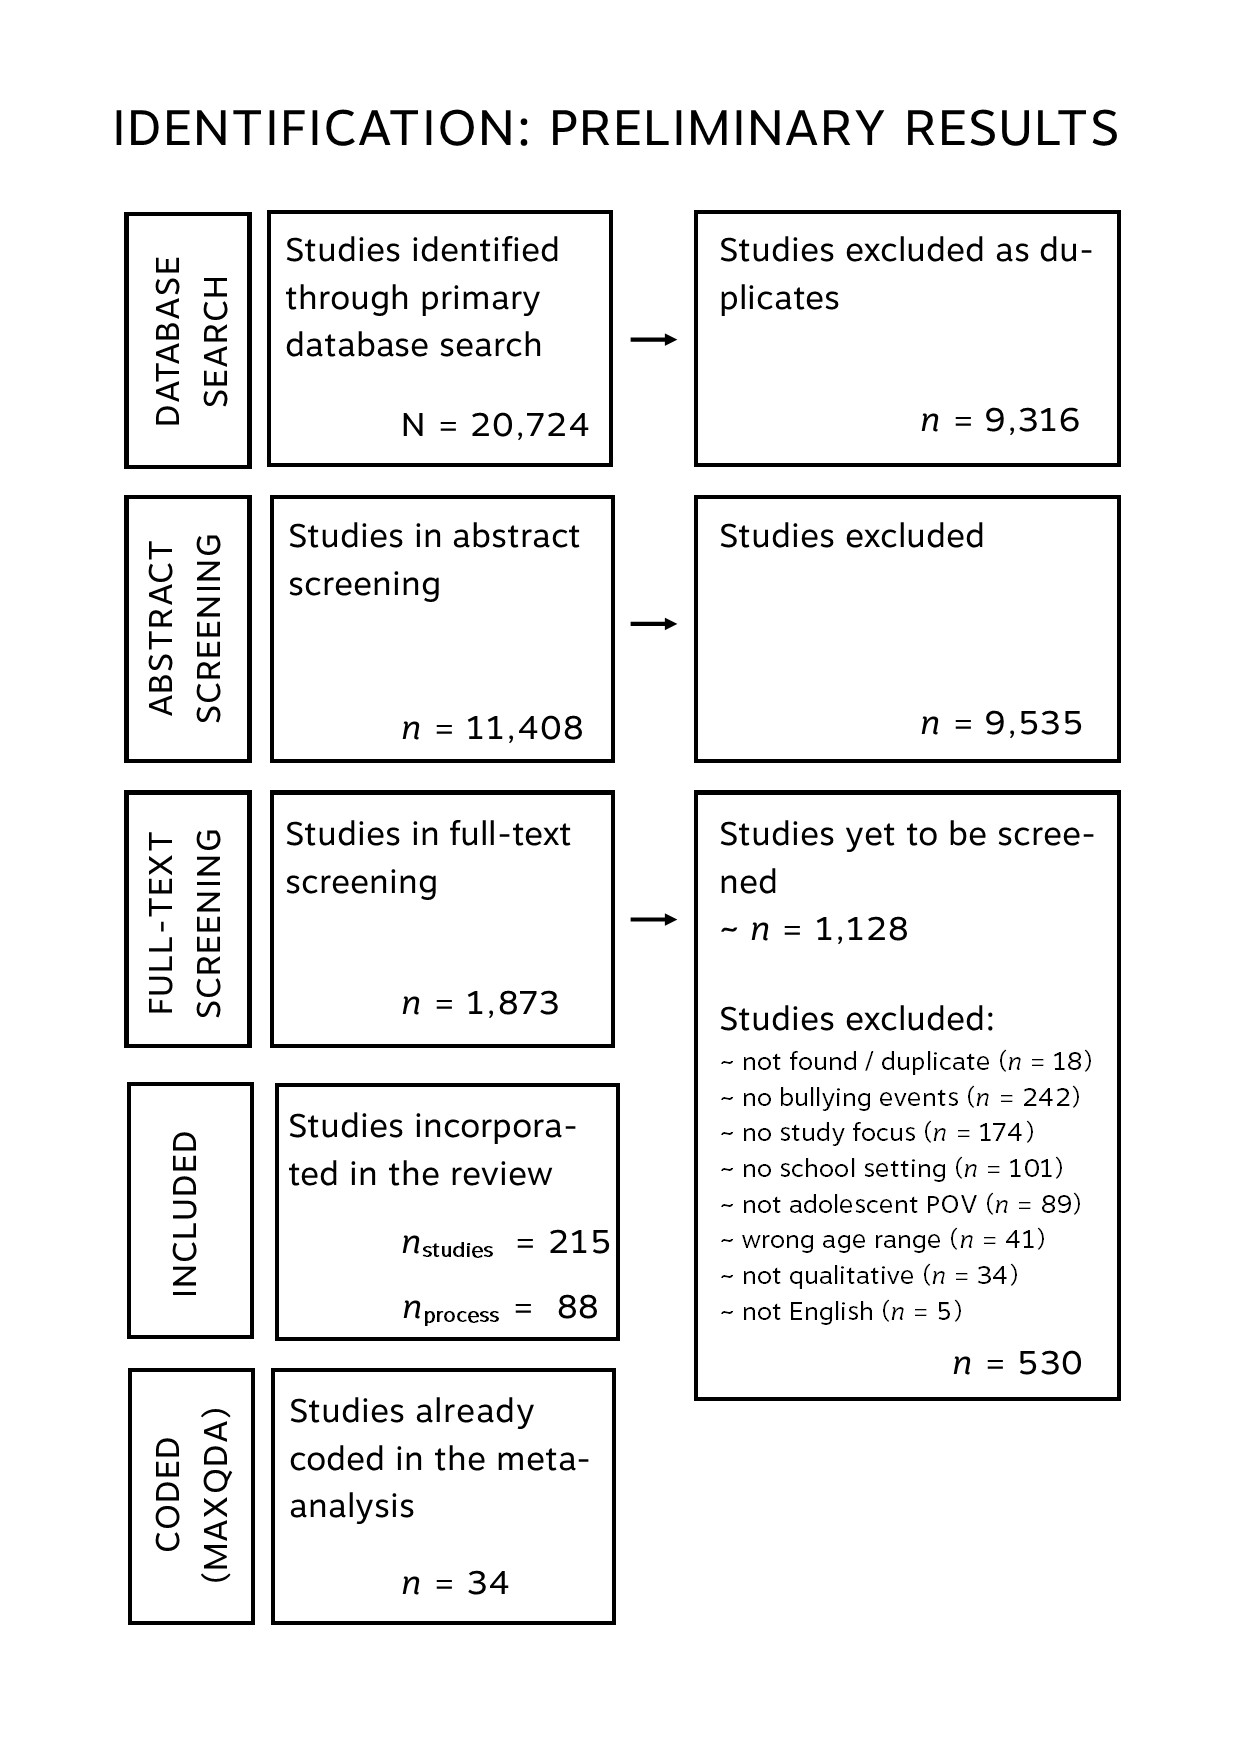 IDENTIFICATION: PRELIMINARY RESULTS
DATABASE
SEARCH
Studies identified
through primary
database search
N = 20,724
Studies excluded as du-
plicates
n = 9,316
ABSTRACT
SCREENING
Studies in abstract
screening
n = 11,408
Studies excluded
n = 9,535
FULL-TEXT
SCREENING
Studies in full-text
screening
n = 1,873
Studies yet to be scree-
ned
~ n = 1,128
Studies excluded:
~ not found / duplicate (n = 18)
~ no bullying events (n = 242)
~ no study focus (n = 174)
~ no school setting (n = 101)
~ not adolescent POV (n = 89)
~ wrong age range (n = 41)
~ not qualitative (n = 34)
~ not English (n = 5)
n = 530
INCLUDED
Studies incorpora-
ted in the review
nstudies = 215
nprocess = 88
CODED
(MAXQDA)
Studies already
coded in the meta-
analysis
n = 34